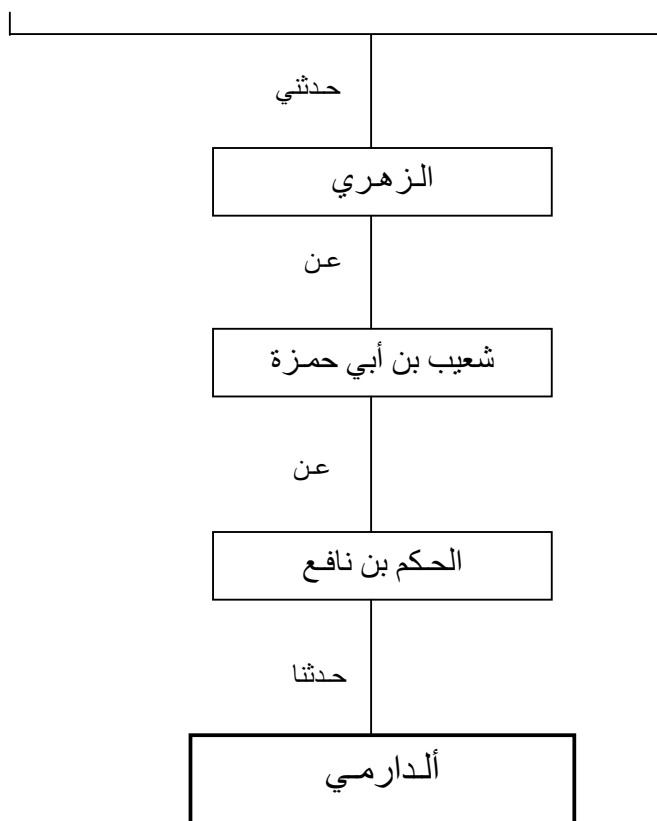 حدثني
الزهري
عن
شعيب بن أبي حمزة
عن
الحكم بن نافع
حدثنا
ألدارمي